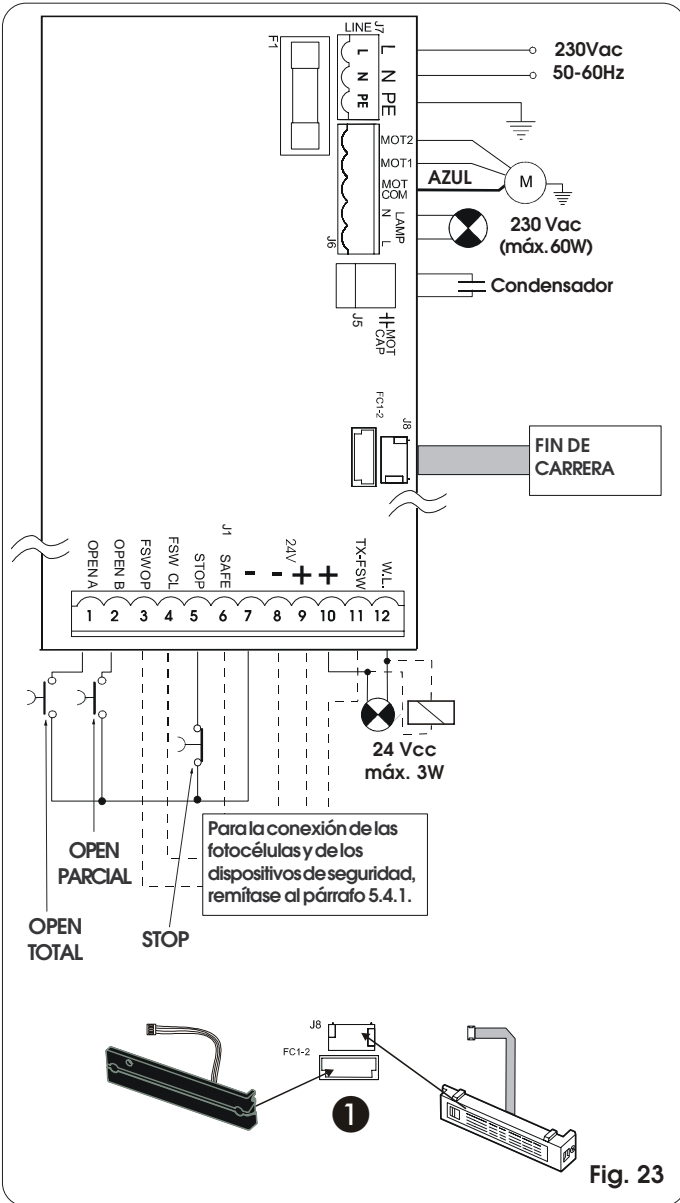 LINE J7
F1
L
N
PE
L
N
PE
230Vac
50-60Hz
MOT2
MOT1
MOT
COM
AZUL
M
N
L
LAMP
J6
230 Vac
(máx.60W)
J5
MOT
CAP
Condensador
FC1-2
J8
FIN DE
CARRERA
OPEN A
OPEN B
FSWOP
FSW CL
STOP
J1
SAFE
-
-
24V
+
+
TX-FSW
W.L.
1 2 3 4 5 6 7 8 9 10 11 12
24 Vcc
máx. 3W
Para la conexión de las
fotocélulas y de los
dispositivos de seguridad,
remítase al párrafo 5.4.1.
OPEN
PARCIAL
OPEN
TOTAL
STOP
J8
FC1-2
1
Fig. 23